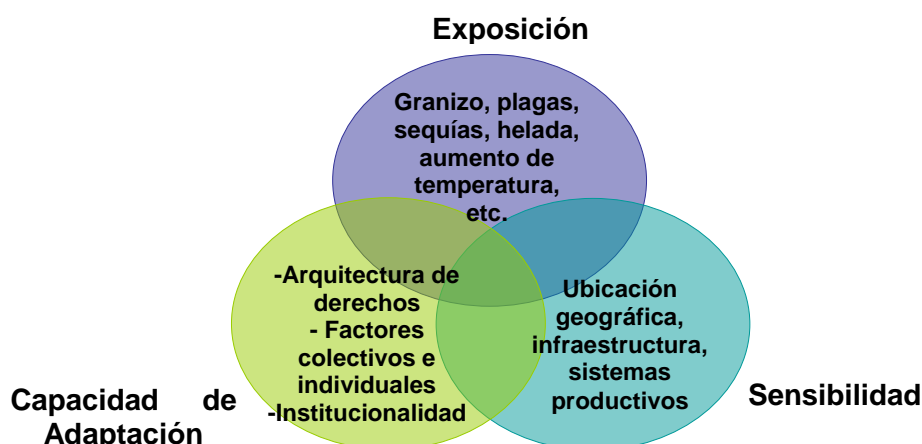 Exposición
Granizo, plagas,
sequías, helada,
aumento de
temperatura,
etc.
-Arquitectura de
derechos
- Factores
colectivos e
individuales
-Institucionalidad
Ubicación
geográfica,
infraestructura,
sistemas
productivos
Capacidad de
Adaptación
Sensibilidad